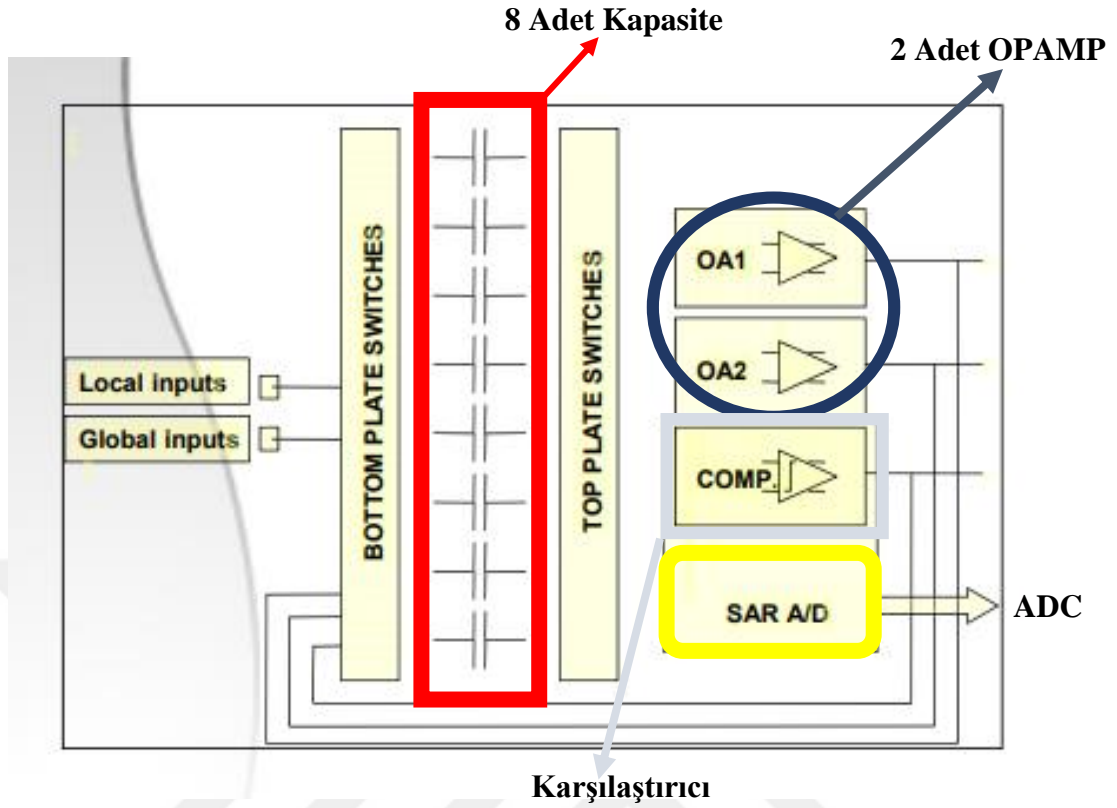 8 Adet Kapasite
2 Adet OPAMP
BOTTOM PLATE SWITCHES
TOP PLATE SWITCHES
OA1
OA2
Local inputs
Global inputs
COMP.
SAR A/D
ADC
Karşılaştırıcı